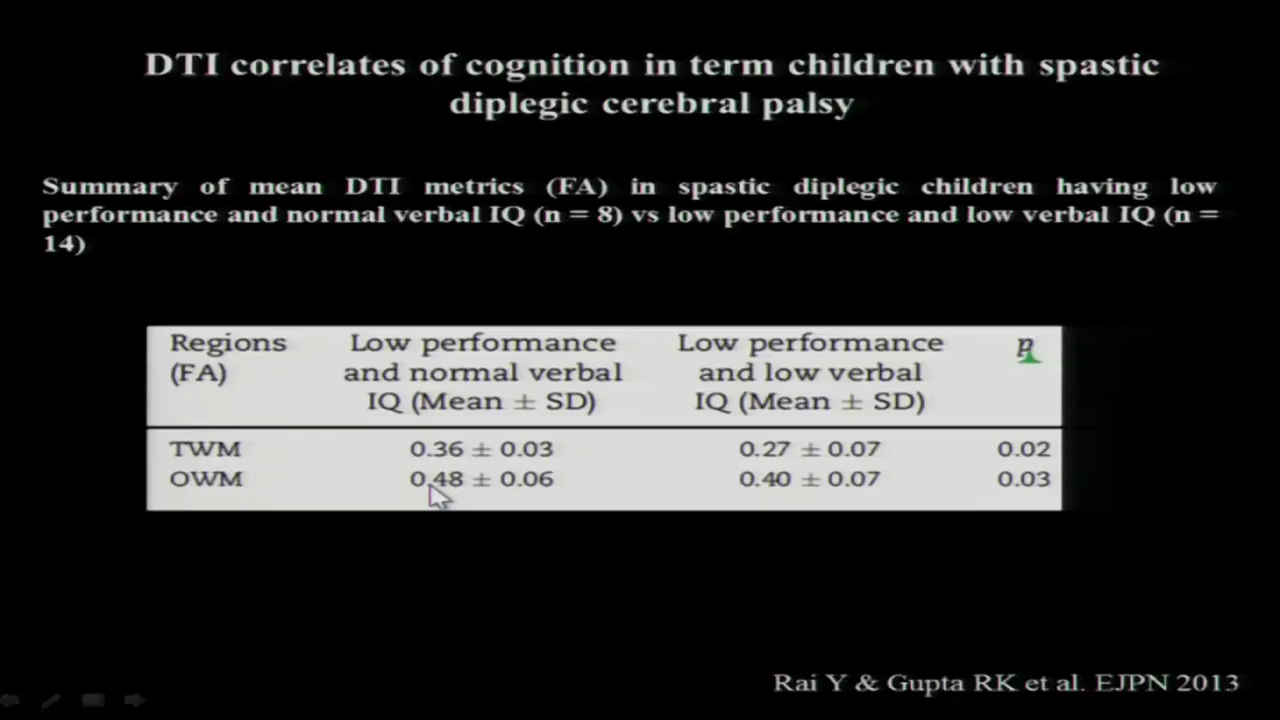 DTI correlates of cognition in term children with spastic
diplegic cerebral palsy
Summary of mean DTI metrics (FA) in spastic diplegic children having low
performance and normal verbal IQ (n = 8) vs low performance and low verbal IQ (n =
14)
Regions (FA) Low performance and normal verbal IQ (Mean ± SD) Low performance and low verbal IQ (Mean ± SD) p
TWM 0.36 ± 0.03 0.27 ± 0.07 0.02
OWM 0.48 ± 0.06 0.40 ± 0.07 0.03
Rai Y & Gupta RK et al. EJPN 2013